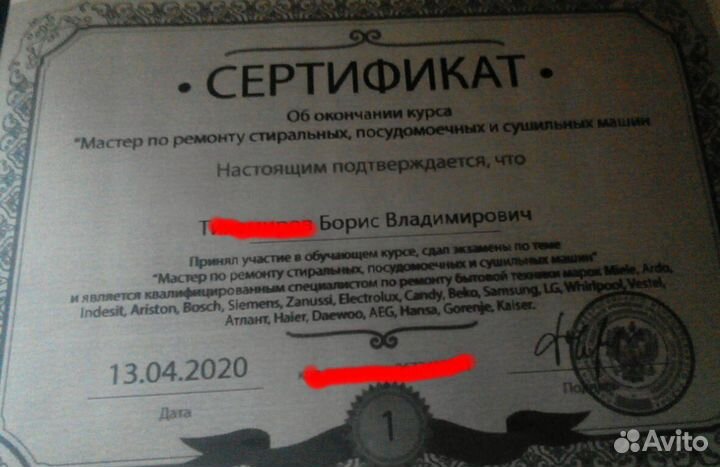 • СЕРТИФИКАТ •
Об окончании курса
"Мастер по ремонту стиральных, посудомоечных и сушильных машин
Настоящим подтверждается, что
Борис Владимирович
Принял участие в обучающем курсе, сдал экзамены по теме
"Мастер по ремонту стиральных, посудомоечных и сушильных машин"
и является квалифицированным специалистом по ремонту бытовой техники марок Miele, Ardo,
Indesit, Ariston, Bosch, Siemens, Zanussi, Electrolux, Candy, Beko, Samsung, LG, Whirlpool, Vestel,
Атлант, Haier, Daewoo, AEG, Hansa, Gorenje, Kaiser.
13.04.2020
Дата
Подпись
1
Avito